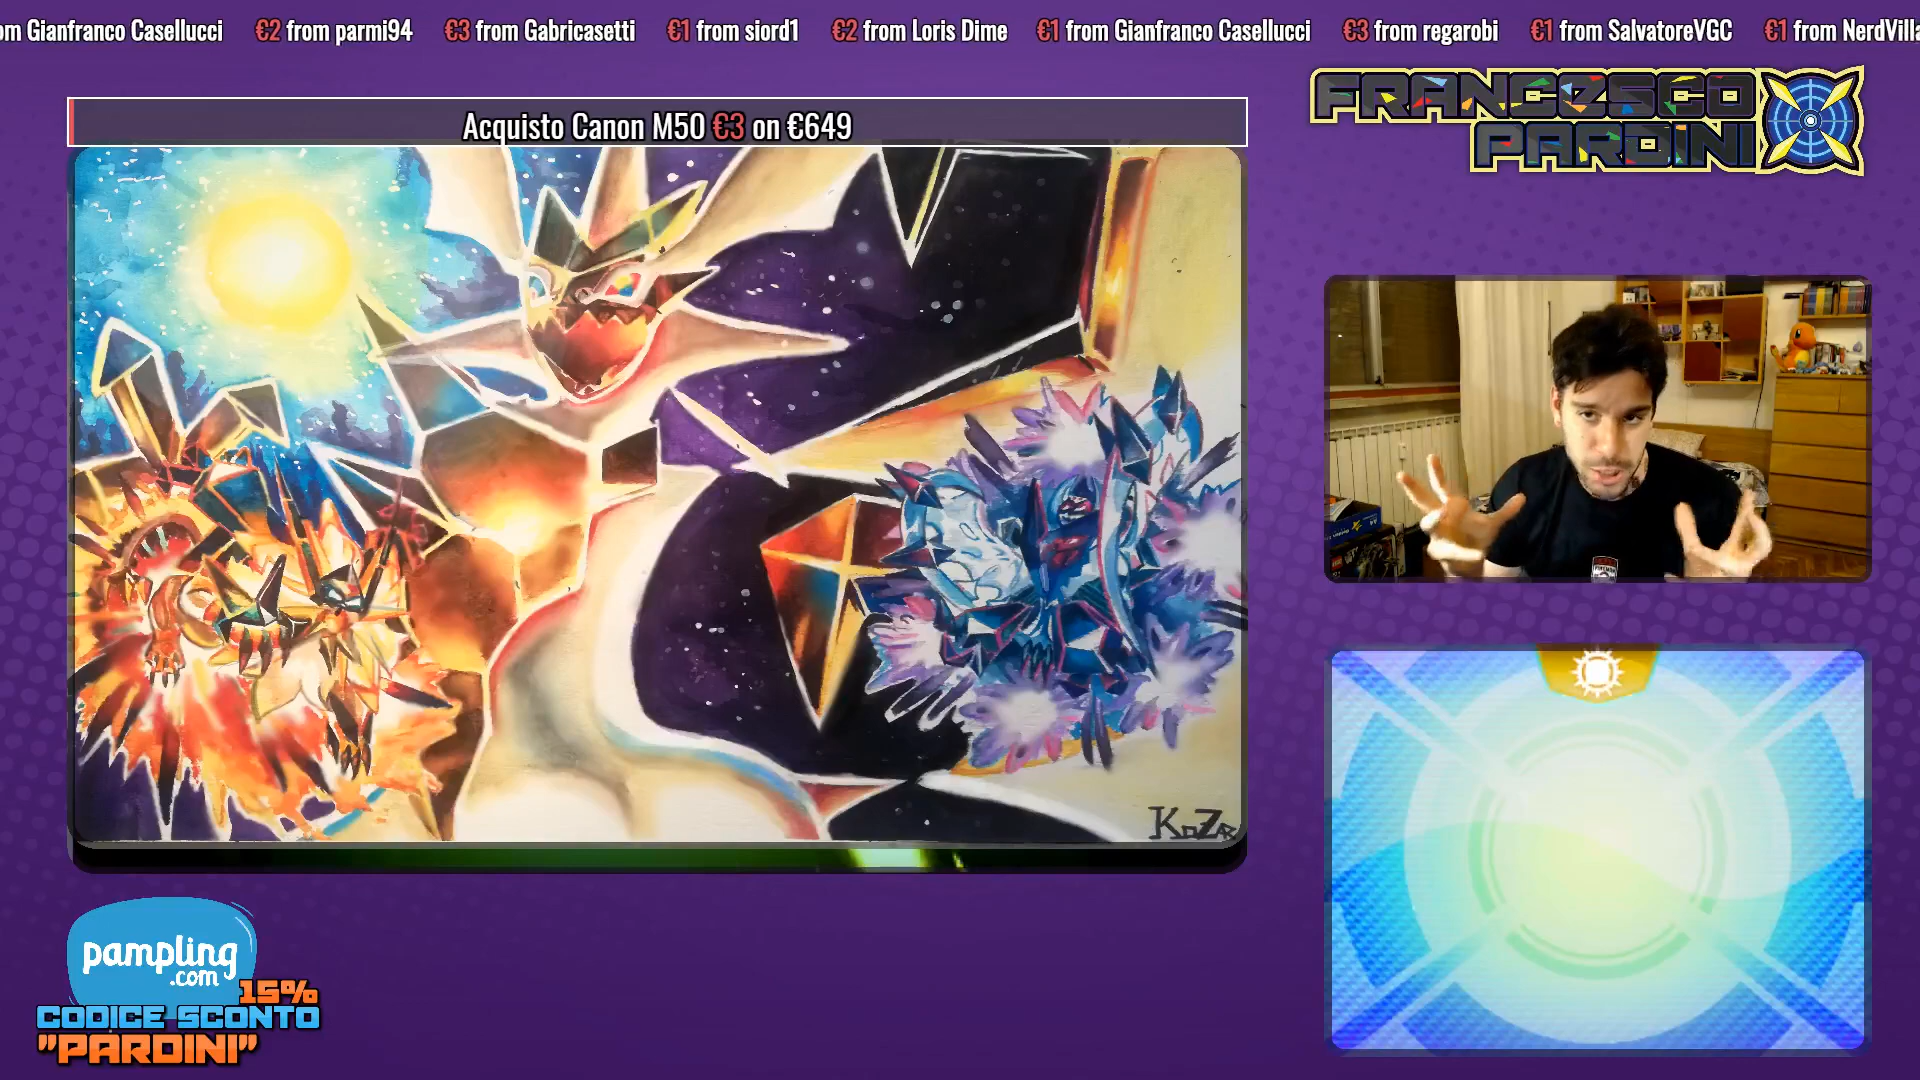 om Gianfranco Casellucci €2 from parmi94 €3 from Gabricasetti €1 from siord1 €2 from Loris Dime €1 from Gianfranco Casellucci €3 from regarobi €1 from SalvatoreVGC €1 from NerdVilla
FRANCESCO
PARDINI
Acquisto Canon M50 €3 on €649
KoZa
pampling
.com
15%
CODICE SCONTO
"PARDINI"